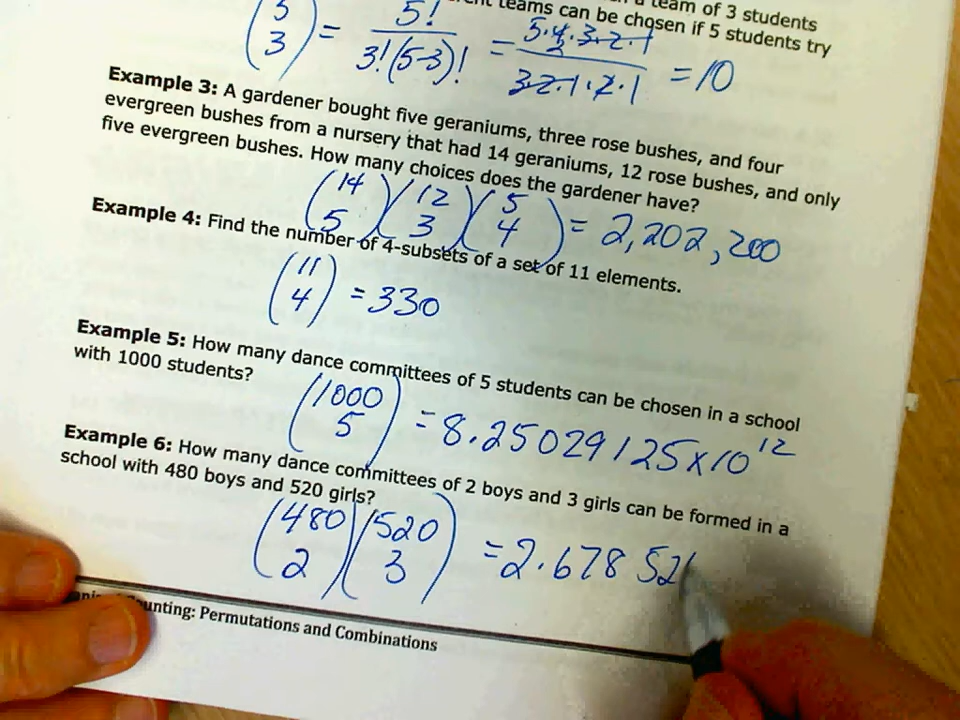 team of 3 students
teams can be chosen if 5 students try
(5 3) = 5! / 3!(5-3)! = 5·4·3·2·1 / 3·2·1·2·1 = 10
Example 3: A gardener bought five geraniums, three rose bushes, and four
evergreen bushes from a nursery that had 14 geraniums, 12 rose bushes, and only
five evergreen bushes. How many choices does the gardener have?
(14 5)(12 3)(5 4) = 2,202,200
Example 4: Find the number of 4-subsets of a set of 11 elements.
(11 4) = 330
Example 5: How many dance committees of 5 students can be chosen in a school
with 1000 students?
(1000 5) = 8.25029125x10^12
Example 6: How many dance committees of 2 boys and 3 girls can be formed in a
school with 480 boys and 520 girls?
(480 2)(520 3) = 2.678 52
Counting: Permutations and Combinations